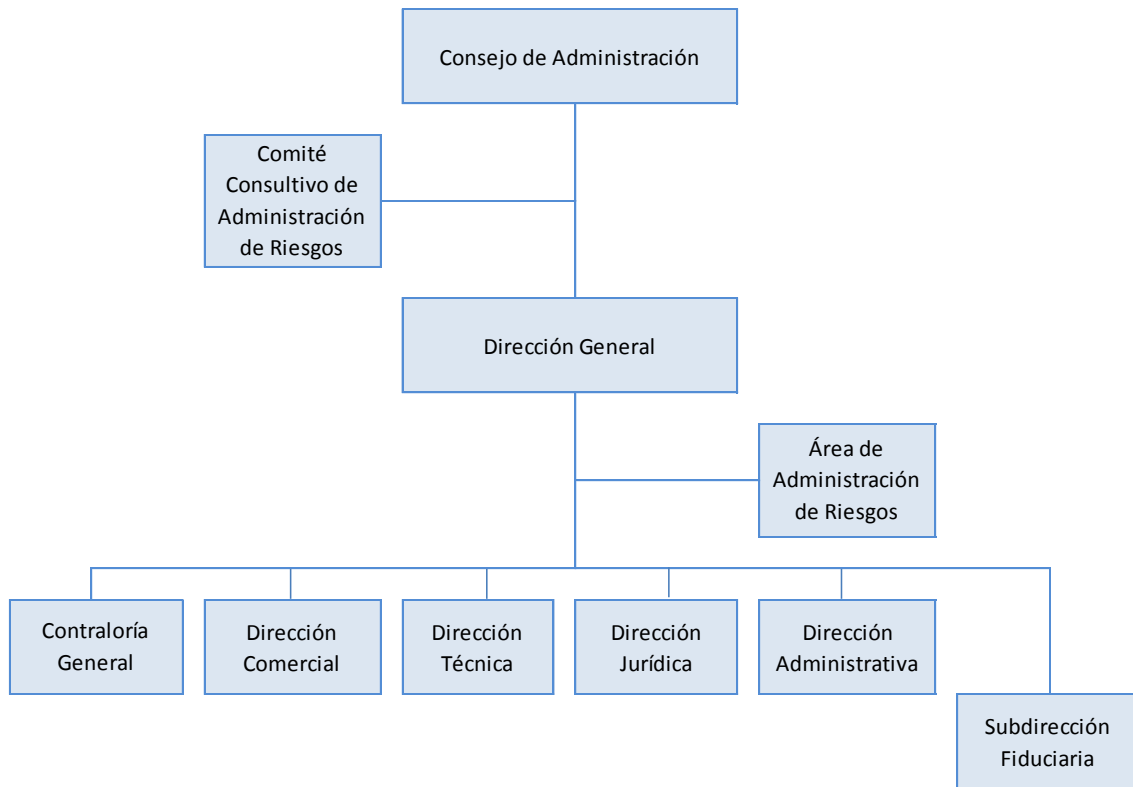 Consejo de Administración
Comité
Consultivo de
Administración
de Riesgos
Dirección General
Área de
Administración
de Riesgos
Contraloría
General
Dirección
Comercial
Dirección
Técnica
Dirección
Jurídica
Dirección
Administrativa
Subdirección
Fiduciaria